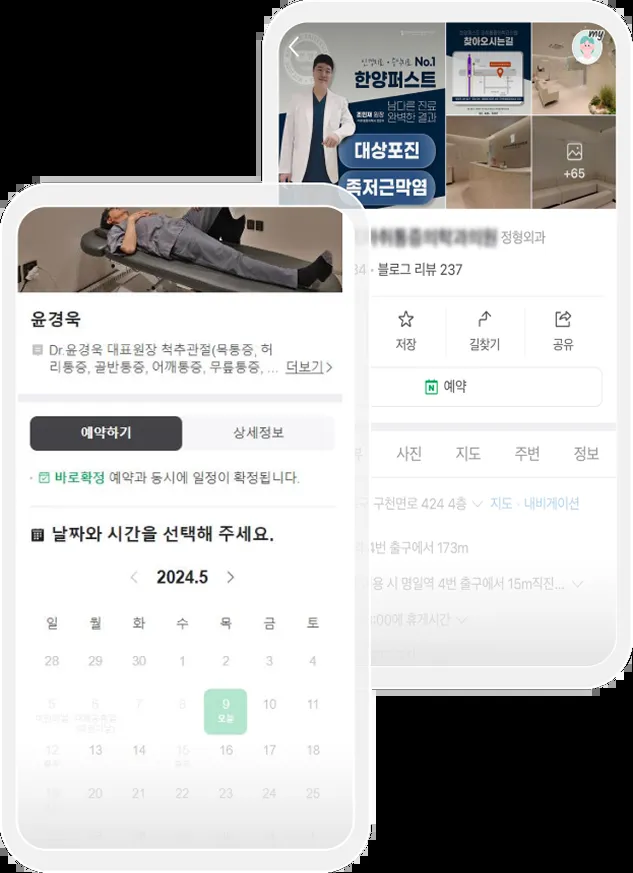 윤경욱
Dr.윤경욱 대표원장 척추관절(목통증, 허
리통증, 골반통증, 어깨통증, 무릎통증, ... 더보기
예약하기 상세정보
바로확정 예약과 동시에 일정이 확정됩니다.
날짜와 시간을 선택해 주세요.
2024.5
일 월 화 수 목 금 토
28 29 30 1 2 3 4
5 6 7 8 9 10 11
오늘
12 13 14 15 16 17 18
20 21 22 23 24 25
No.1
한양퍼스트
남다른 진료
완벽한 결과
대상포진
족저근막염
찾아오시는길
my
+65
정형외과
블로그 리뷰 237
저장 길찾기 공유
N 예약
사진 지도 주변 정보
구천면로 424 4층 지도 · 내비게이션
4번 출구에서 173m
용 시 명일역 4번 출구에서 15m직진...
:00에 휴게시간